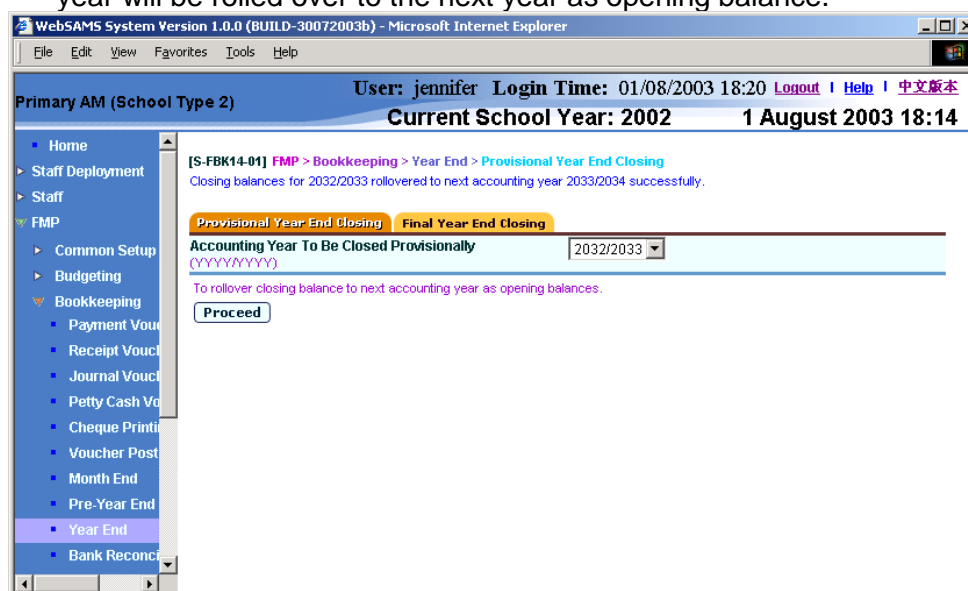 year will be rolled over to the next year as opening balance.
WebSAMS System Version 1.0.0 (BUILD-30072003b) - Microsoft Internet Explorer
File Edit View Favorites Tools Help
User: jennifer Login Time: 01/08/2003 18:20 Logout | Help | 中文版本
Primary AM (School Type 2)
Current School Year: 2002 1 August 2003 18:14
Home
Staff Deployment
Staff
FMP
Common Setup
Budgeting
Bookkeeping
Payment Vou
Receipt Voucl
Journal Voucl
Petty Cash Vo
Cheque Printi
Voucher Post
Month End
Pre-Year End
Year End
Bank Reconci
[S-FBK14-01] FMP > Bookkeeping > Year End > Provisional Year End Closing
Closing balances for 2032/2033 rollovered to next accounting year 2033/2034 successfully.
Provisional Year End Closing Final Year End Closing
Accounting Year To Be Closed Provisionally 2032/2033
(YYYY/YYYY)
To rollover closing balance to next accounting year as opening balances.
Proceed